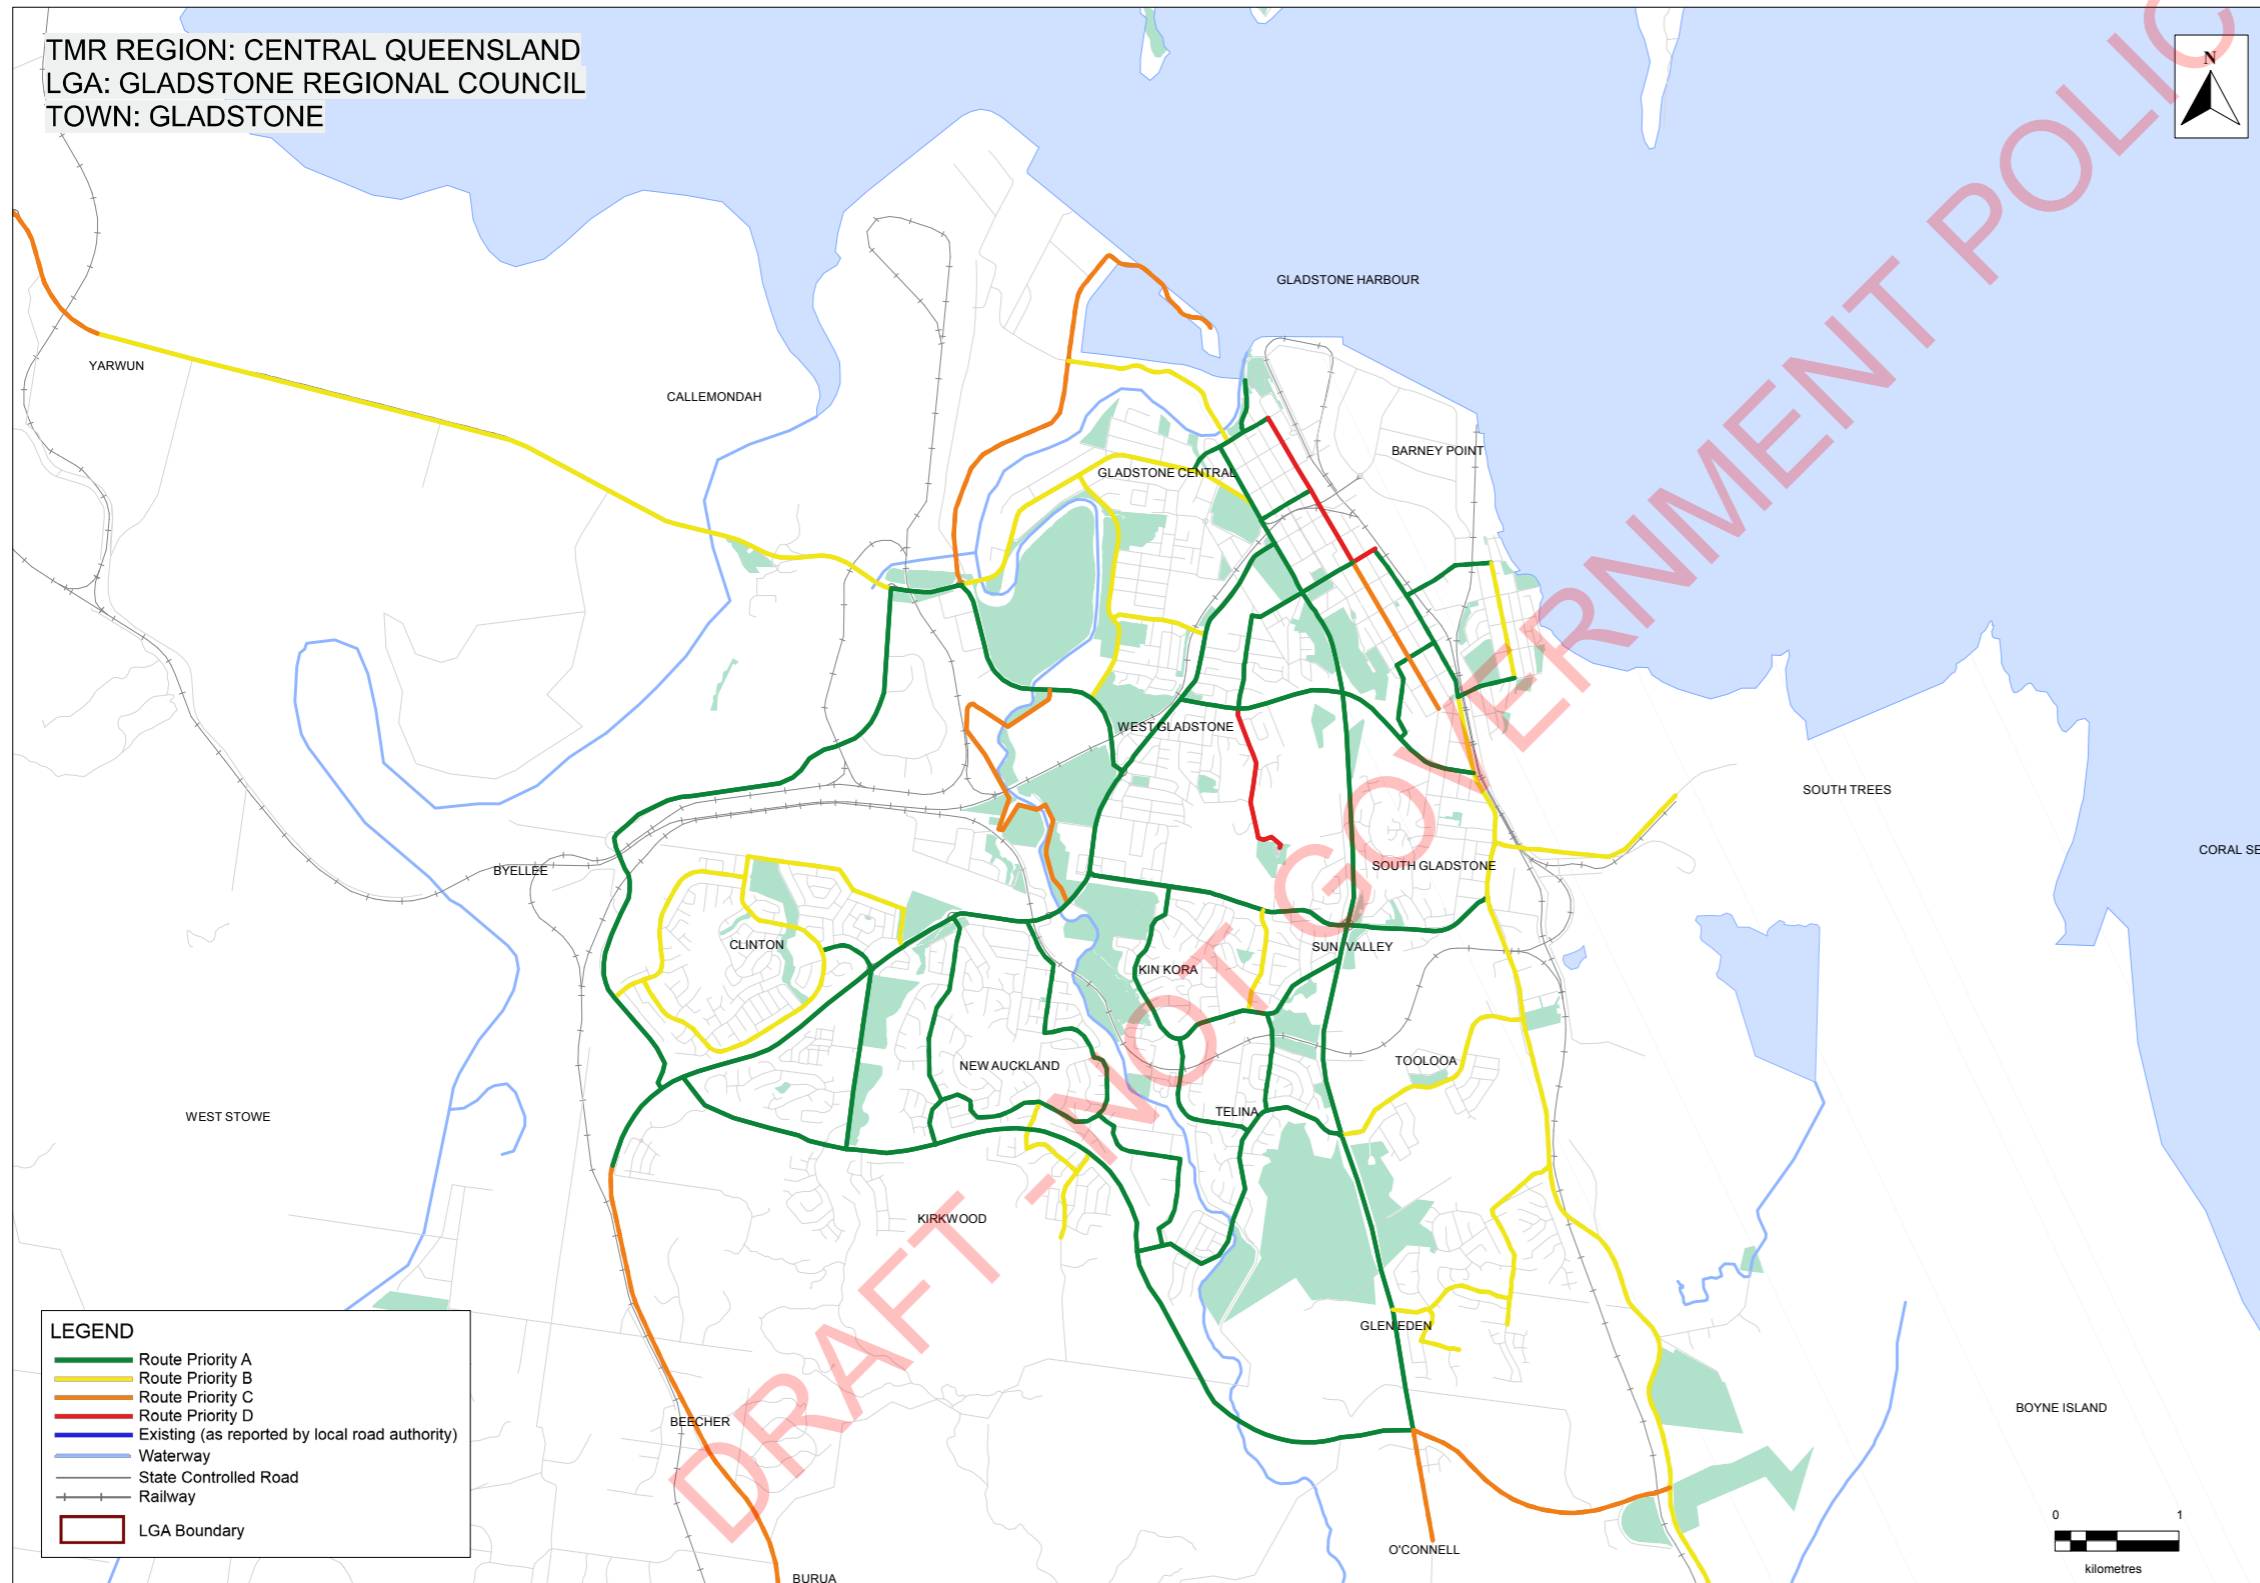 TMR REGION: CENTRAL QUEENSLAND
LGA: GLADSTONE REGIONAL COUNCIL
TOWN: GLADSTONE
N
GLADSTONE HARBOUR
YARWUN
CALLEMONDAH
BARNEY POINT
GLADSTONE CENTRAL
WEST GLADSTONE
SOUTH TREES
CORAL SE
SOUTH GLADSTONE
BYELLEE
CLINTON
SUN VALLEY
KIN KORA
NEW AUCKLAND
TOOLOOA
WEST STOWE
TELINA
KIRKWOOD
GLEN EDEN
BEECHER
BOYNE ISLAND
O'CONNELL
BURUA
DRAFT - NOT GOVERNMENT POLIC
LEGEND
Route Priority A
Route Priority B
Route Priority C
Route Priority D
Existing (as reported by local road authority)
Waterway
State Controlled Road
Railway
LGA Boundary
0 1
kilometres